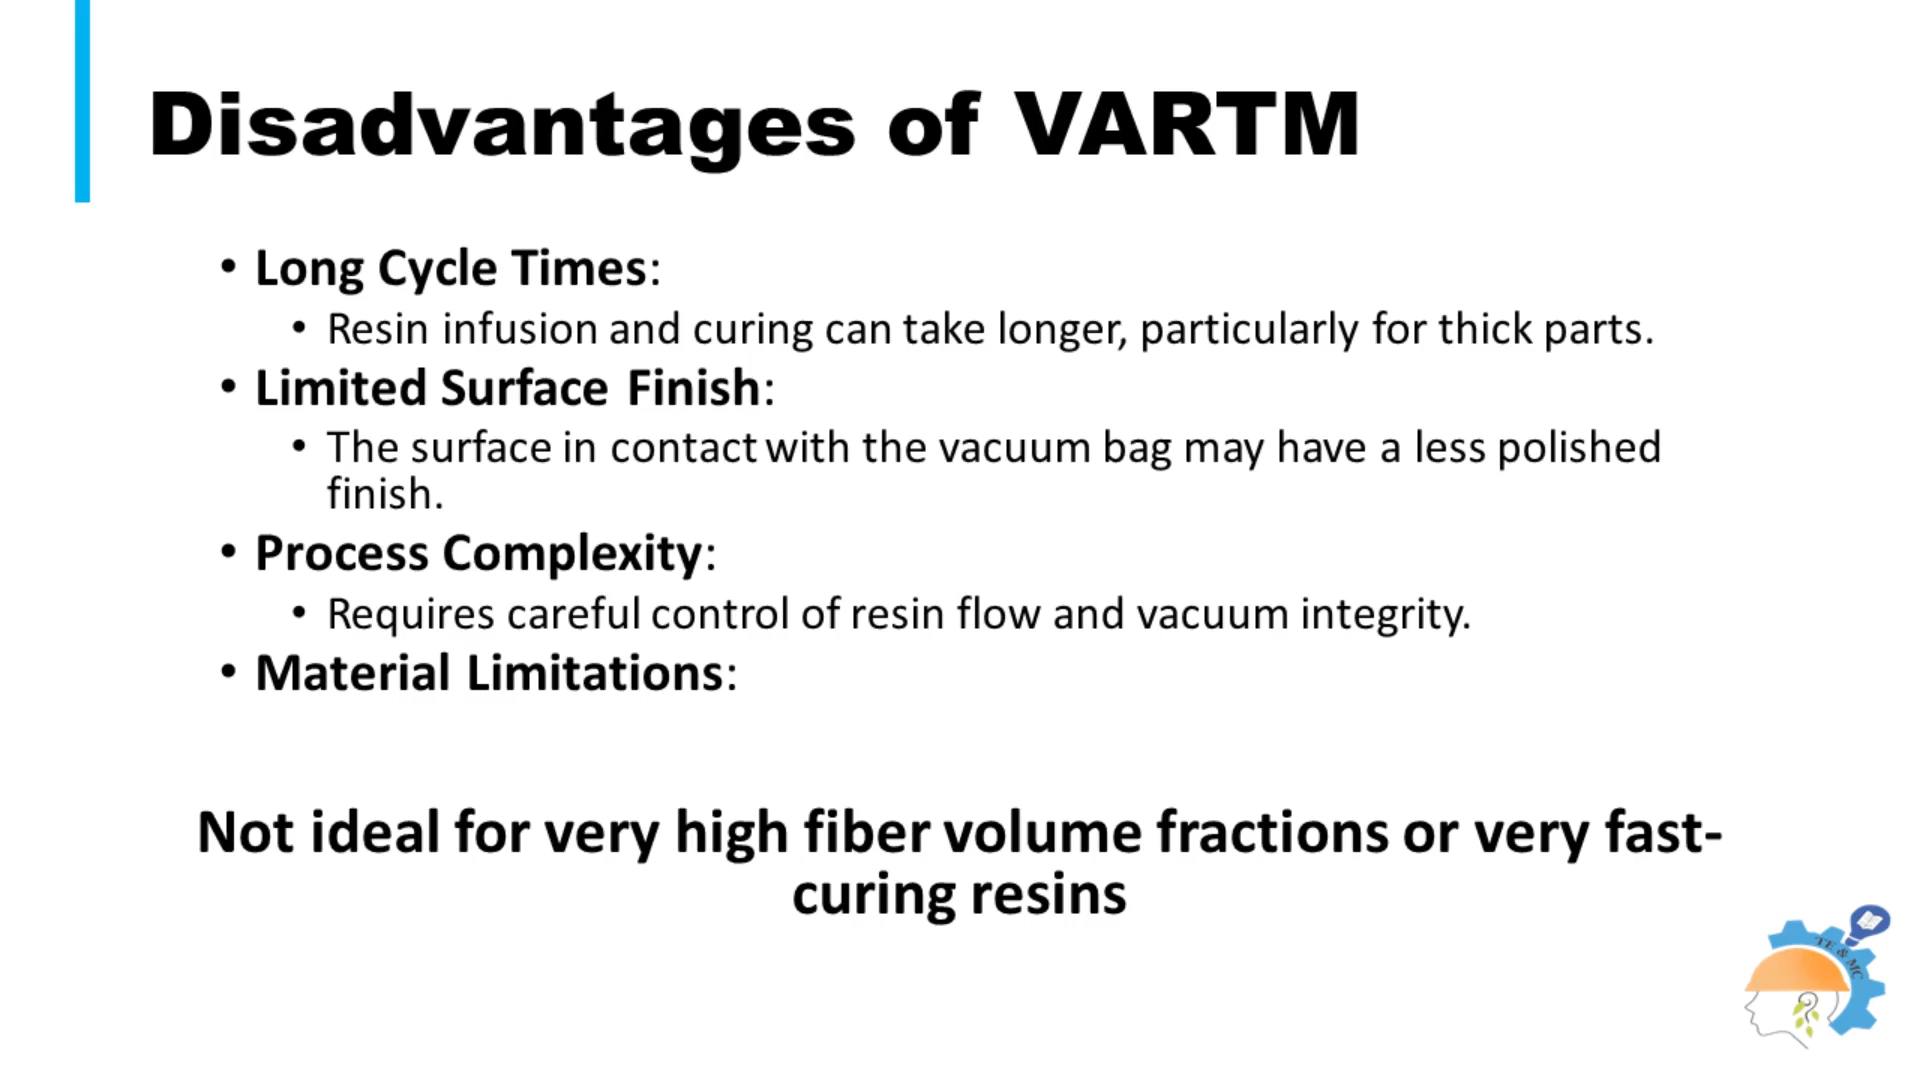 Disadvantages of VARTM
• Long Cycle Times:
• Resin infusion and curing can take longer, particularly for thick parts.
• Limited Surface Finish:
• The surface in contact with the vacuum bag may have a less polished
finish.
• Process Complexity:
• Requires careful control of resin flow and vacuum integrity.
• Material Limitations:
Not ideal for very high fiber volume fractions or very fast-
curing resins
TE & MC